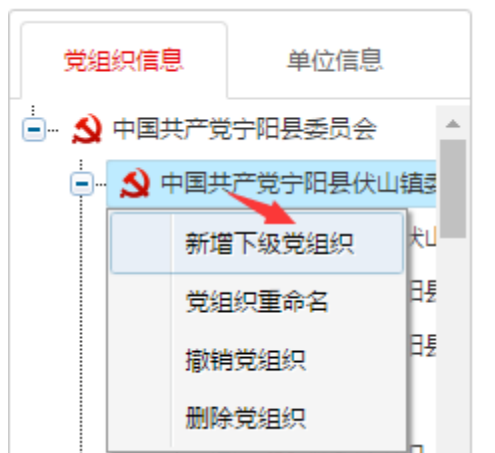 党组织信息 单位信息
中国共产党宁阳县委员会
中国共产党宁阳县伏山镇
新增下级党组织
党组织重命名
撤销党组织
删除党组织